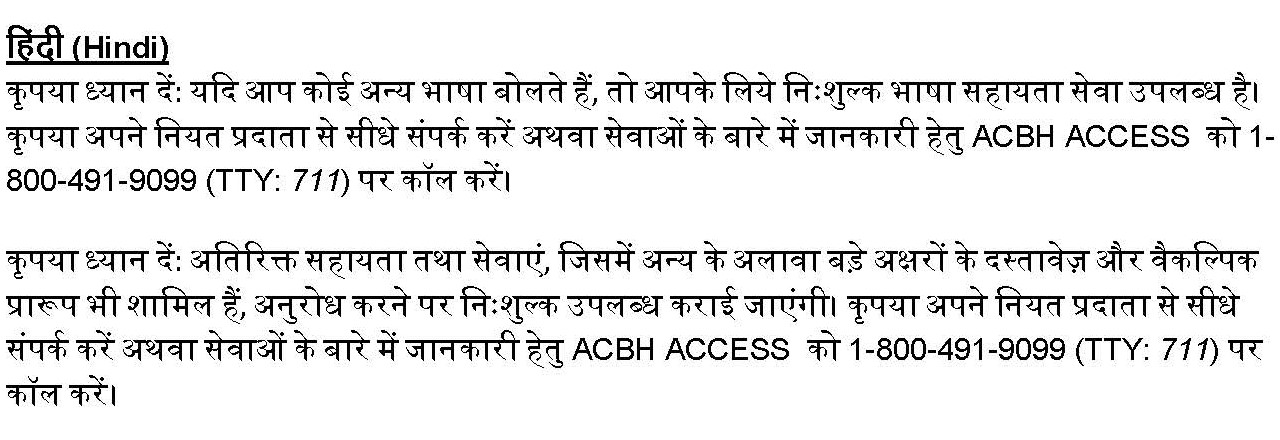 हिंदी (Hindi)
कृपया ध्यान दें: यदि आप कोई अन्य भाषा बोलते हैं, तो आपके लिये निःशुल्क भाषा सहायता सेवा उपलब्ध है।
कृपया अपने नियत प्रदाता से सीधे संपर्क करें अथवा सेवाओं के बारे में जानकारी हेतु ACBH ACCESS को 1-
800-491-9099 (TTY: 711) पर कॉल करें।
कृपया ध्यान दें: अतिरिक्त सहायता तथा सेवाएं, जिसमें अन्य के अलावा बड़े अक्षरों के दस्तावेज़ और वैकल्पिक
प्रारूप भी शामिल हैं, अनुरोध करने पर निःशुल्क उपलब्ध कराई जाएंगी। कृपया अपने नियत प्रदाता से सीधे
संपर्क करें अथवा सेवाओं के बारे में जानकारी हेतु ACBH ACCESS को 1-800-491-9099 (TTY: 711) पर
कॉल करें।